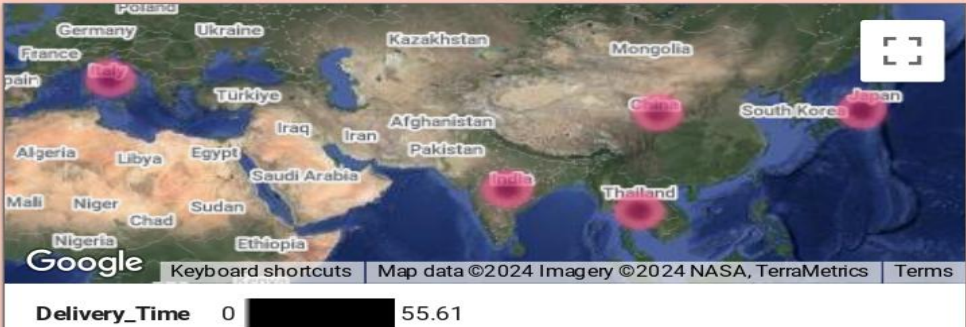 Poland
Germany
Ukraine
Kazakhstan
France
Mongolia
Italy
pain
Türkiye
China
Japan
South Korea
Iraq
Afghanistan
Iran
Algeria
Libya
Egypt
Pakistan
Saudi Arabia
India
Thailand
Mali
Niger
Sudan
Chad
Nigeria
Ethiopia
Google
Keyboard shortcuts Map data ©2024 Imagery ©2024 NASA, TerraMetrics Terms
Delivery_Time 0 55.61